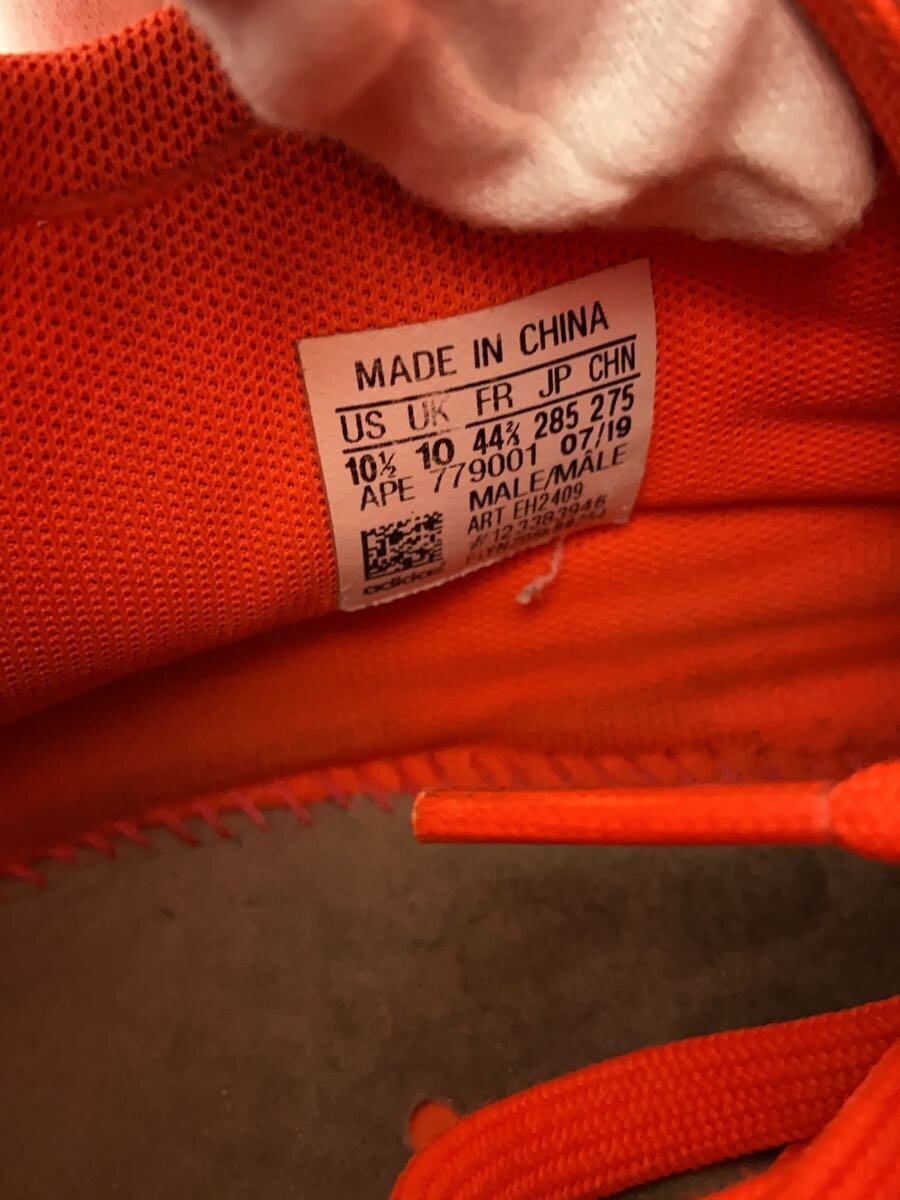 MADE IN CHINA
US UK FR JP CHN
10½ 10 44⅔ 285 275
APE 779001 07/19
MALE/MÂLE
ART EH2409
adidas